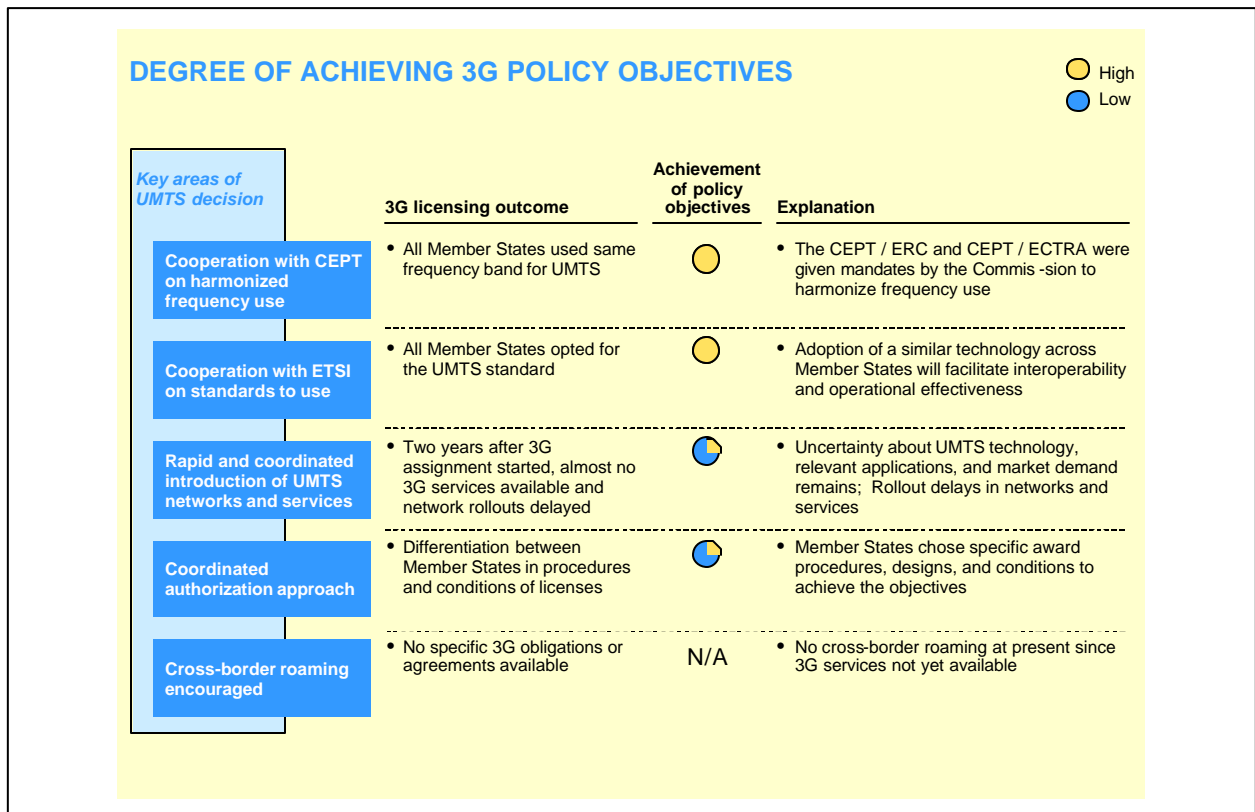 DEGREE OF ACHIEVING 3G POLICY OBJECTIVES
High
Low
Key areas of
UMTS decision
3G licensing outcome
Achievement
of policy
objectives
Explanation
Cooperation with CEPT
on harmonized
frequency use
• All Member States used same
frequency band for UMTS
• The CEPT / ERC and CEPT / ECTRA were
given mandates by the Commis -sion to
harmonize frequency use
Cooperation with ETSI
on standards to use
• All Member States opted for
the UMTS standard
• Adoption of a similar technology across
Member States will facilitate interoperability
and operational effectiveness
Rapid and coordinated
introduction of UMTS
networks and services
• Two years after 3G
assignment started, almost no
3G services available and
network rollouts delayed
• Uncertainty about UMTS technology,
relevant applications, and market demand
remains; Rollout delays in networks and
services
Coordinated
authorization approach
• Differentiation between
Member States in procedures
and conditions of licenses
• Member States chose specific award
procedures, designs, and conditions to
achieve the objectives
Cross-border roaming
encouraged
• No specific 3G obligations or
agreements available
N/A
• No cross-border roaming at present since
3G services not yet available